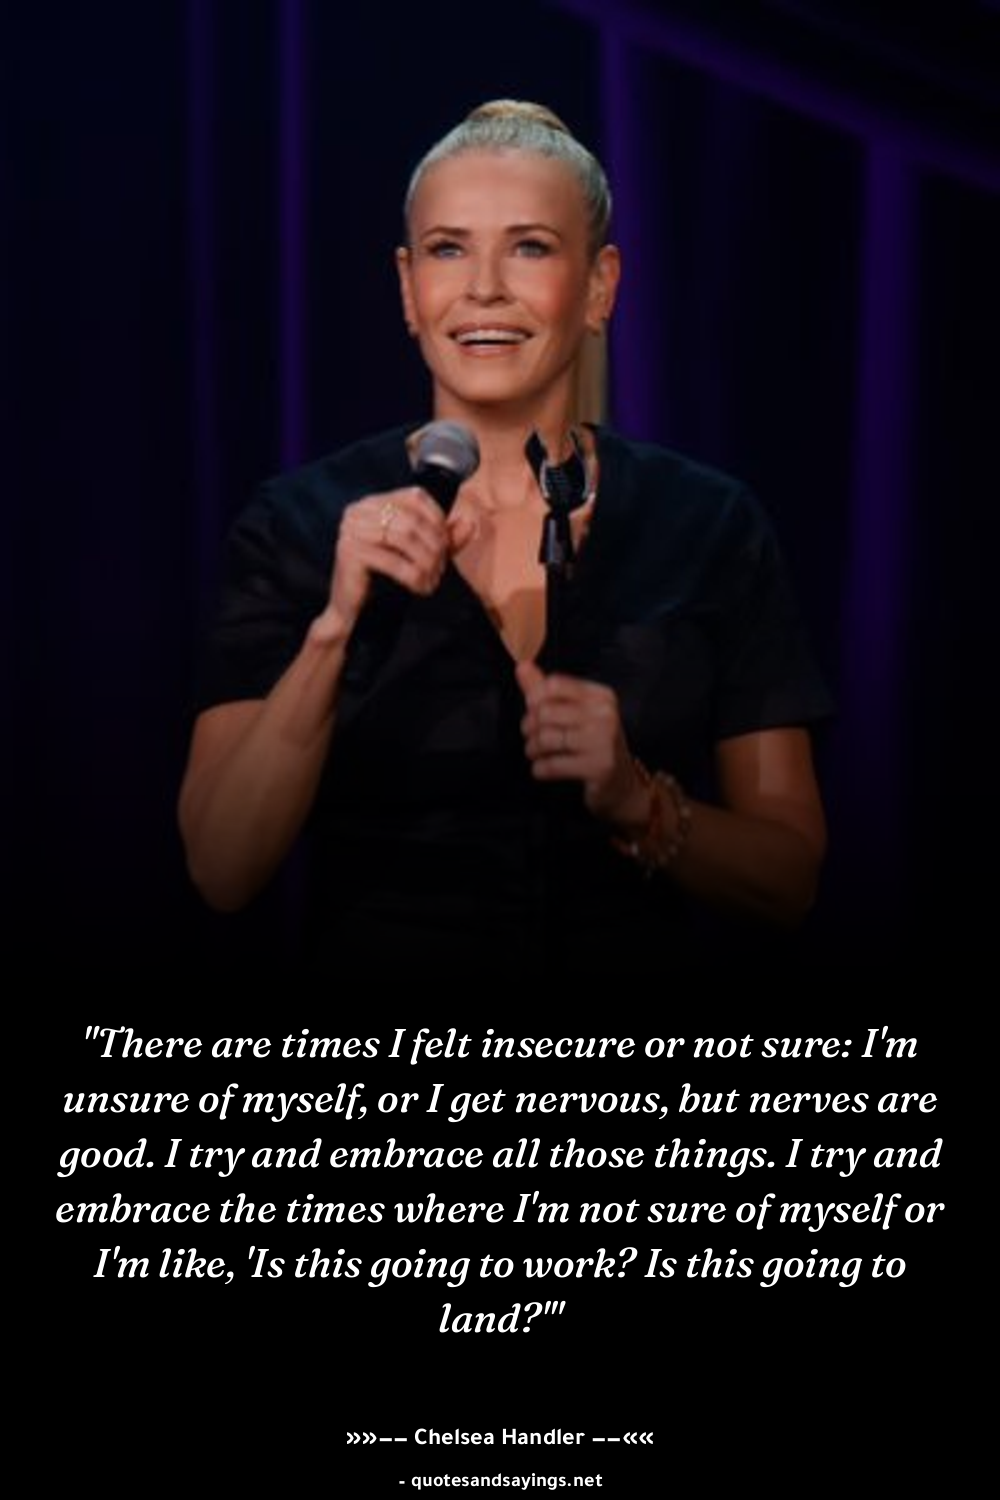 "There are times I felt insecure or not sure: I'm
unsure of myself, or I get nervous, but nerves are
good. I try and embrace all those things. I try and
embrace the times where I'm not sure of myself or
I'm like, 'Is this going to work? Is this going to
land?'"
»»–– Chelsea Handler ––««
- quotesandsayings.net